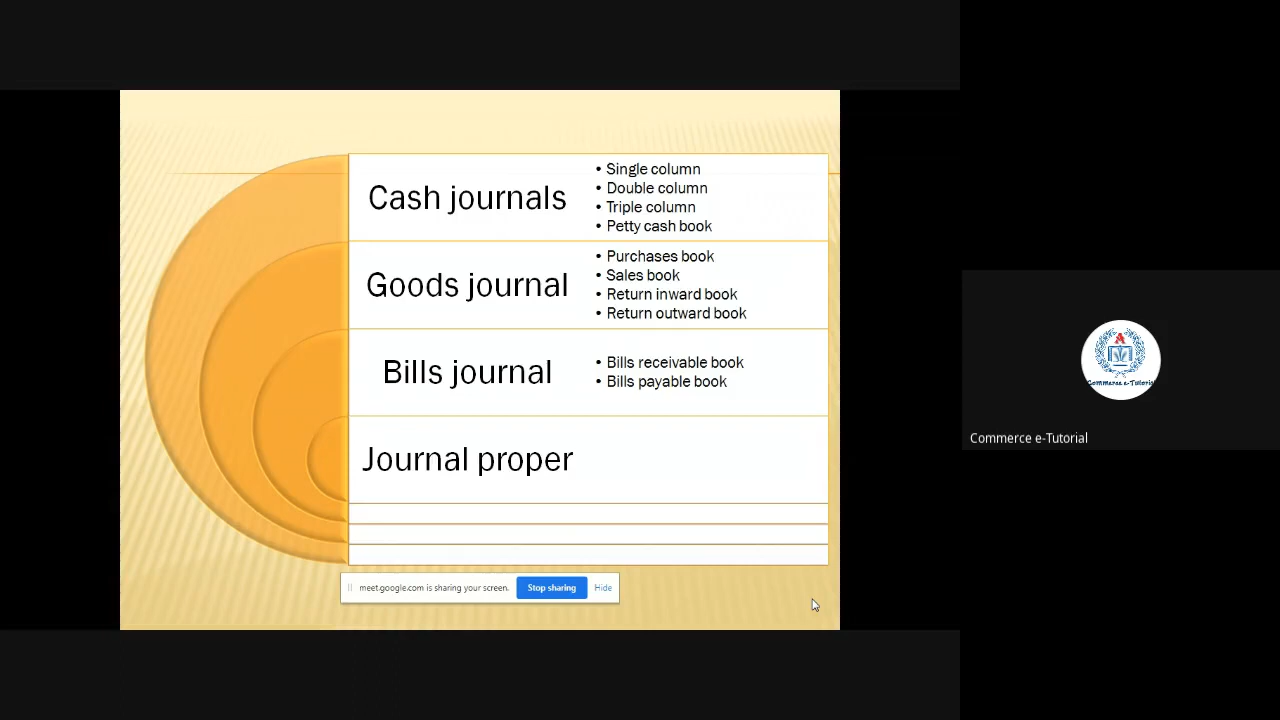 Cash journals
• Single column
• Double column
• Triple column
• Petty cash book
Goods journal
• Purchases book
• Sales book
• Return inward book
• Return outward book
Bills journal
• Bills receivable book
• Bills payable book
Journal proper
meet.google.com is sharing your screen.
Stop sharing
Hide
A
Commerce e-Tutorial
Commerce e-Tutorial